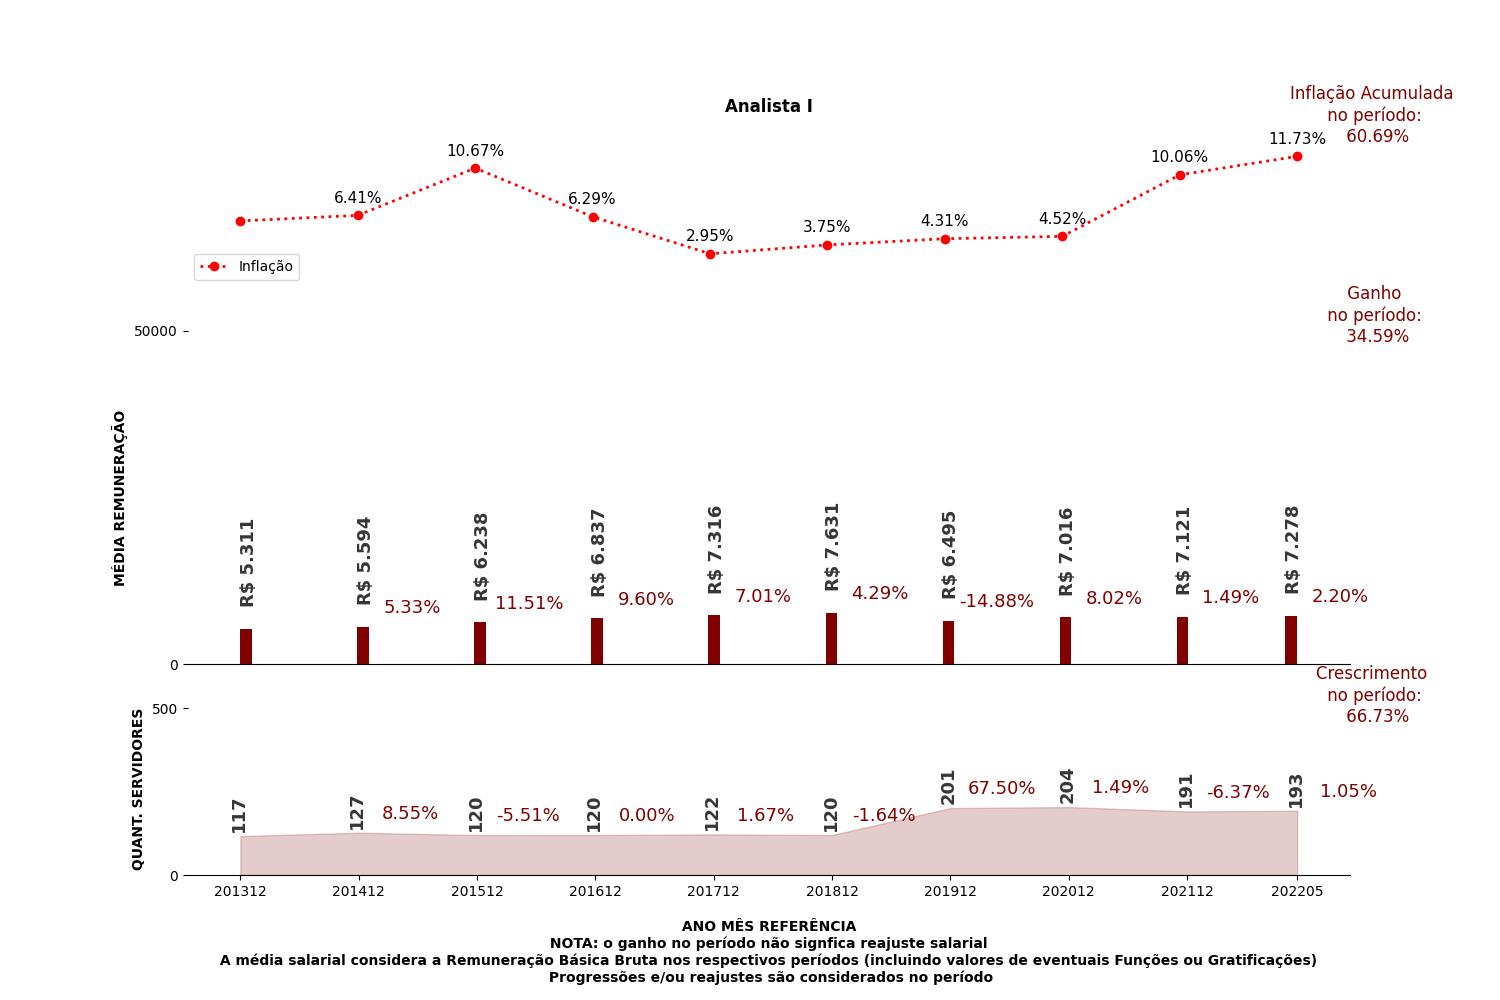 Analista I
Inflação Acumulada
no período:
60.69%
6.41%
10.67%
6.29%
2.95%
3.75%
4.31%
4.52%
10.06%
11.73%
Inflação
Ganho
no período:
34.59%
50000
0
MÉDIA REMUNERAÇÃO
R$ 5.311
R$ 5.594
R$ 6.238
R$ 6.837
R$ 7.316
R$ 7.631
R$ 6.495
R$ 7.016
R$ 7.121
R$ 7.278
5.33%
11.51%
9.60%
7.01%
4.29%
-14.88%
8.02%
1.49%
2.20%
Crescrimento
no período:
66.73%
500
0
QUANT. SERVIDORES
117
127
120
120
122
120
201
204
191
193
8.55%
-5.51%
0.00%
1.67%
-1.64%
67.50%
1.49%
-6.37%
1.05%
201312
201412
201512
201612
201712
201812
201912
202012
202112
202205
ANO MÊS REFERÊNCIA
NOTA: o ganho no período não signfica reajuste salarial
A média salarial considera a Remuneração Básica Bruta nos respectivos períodos (incluindo valores de eventuais Funções ou Gratificações)
Progressões e/ou reajustes são considerados no período